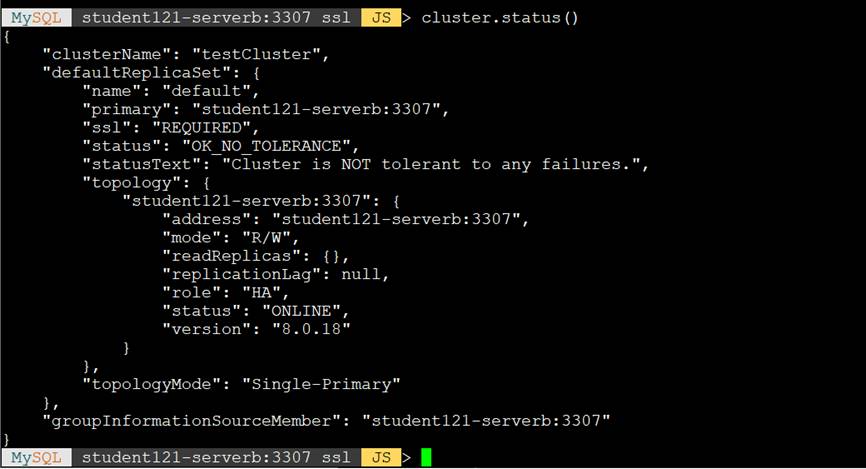 MySQL student121-serverb:3307 ssl JS > cluster.status()
{
    "clusterName": "testCluster",
    "defaultReplicaSet": {
        "name": "default",
        "primary": "student121-serverb:3307",
        "ssl": "REQUIRED",
        "status": "OK_NO_TOLERANCE",
        "statusText": "Cluster is NOT tolerant to any failures.",
        "topology": {
            "student121-serverb:3307": {
                "address": "student121-serverb:3307",
                "mode": "R/W",
                "readReplicas": {},
                "replicationLag": null,
                "role": "HA",
                "status": "ONLINE",
                "version": "8.0.18"
            }
        },
        "topologyMode": "Single-Primary"
    },
    "groupInformationSourceMember": "student121-serverb:3307"
}
MySQL student121-serverb:3307 ssl JS >